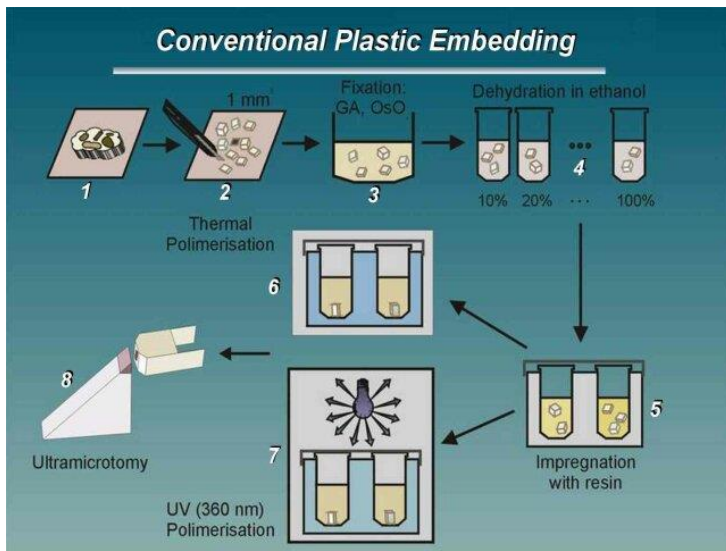 Conventional Plastic Embedding
1 mm³
Fixation:
GA, OsO
Dehydration in ethanol
1
2
3
4
10% 20% ... 100%
Thermal
Polimerisation
6
5
Impregnation
with resin
7
UV (360 nm)
Polimerisation
8
Ultramicrotomy